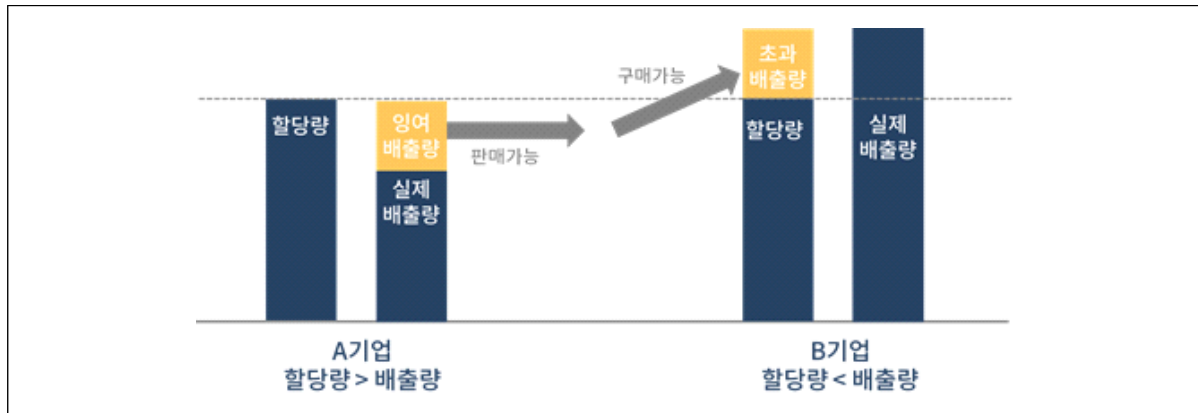 할당량
잉여
배출량
실제
배출량
판매가능
구매가능
초과
배출량
할당량
실제
배출량
A기업
할당량 > 배출량
B기업
할당량 < 배출량